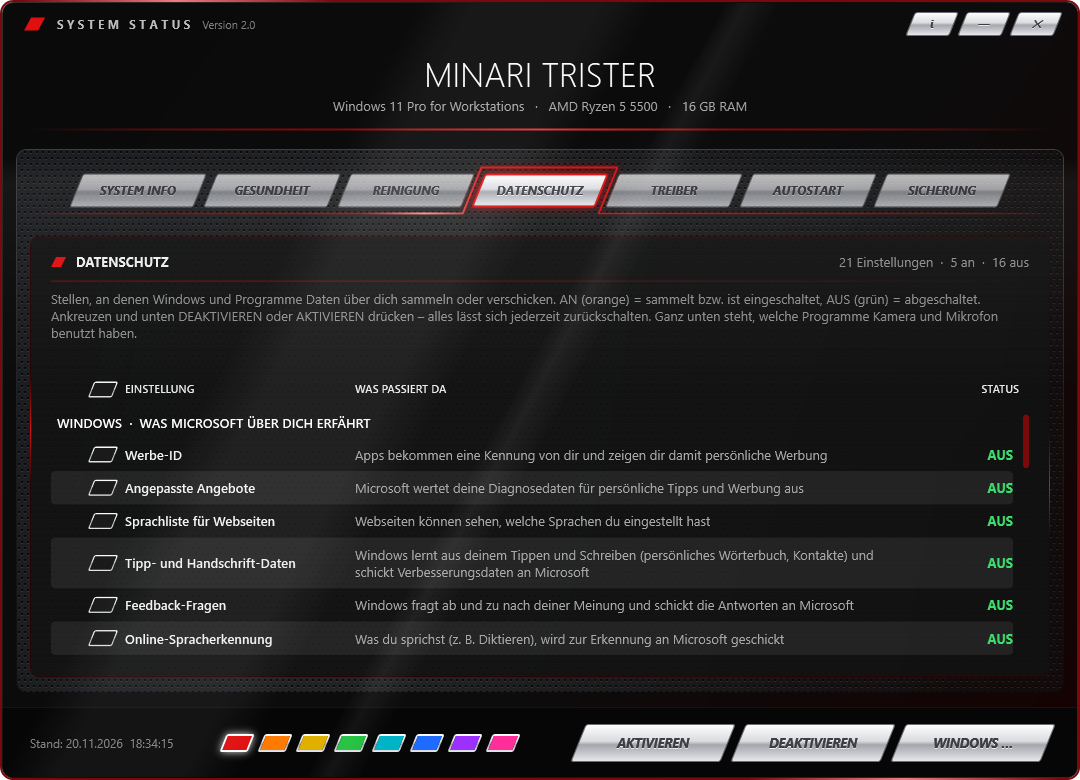 SYSTEM STATUS Version 2.0
i — ✕
MINARI TRISTER
Windows 11 Pro for Workstations · AMD Ryzen 5 5500 · 16 GB RAM
SYSTEM INFO GESUNDHEIT REINIGUNG DATENSCHUTZ TREIBER AUTOSTART SICHERUNG
DATENSCHUTZ 21 Einstellungen · 5 an · 16 aus
Stellen, an denen Windows und Programme Daten über dich sammeln oder verschicken. AN (orange) = sammelt bzw. ist eingeschaltet, AUS (grün) = abgeschaltet.
Ankreuzen und unten DEAKTIVIEREN oder AKTIVIEREN drücken – alles lässt sich jederzeit zurückschalten. Ganz unten steht, welche Programme Kamera und Mikrofon
benutzt haben.
EINSTELLUNG WAS PASSIERT DA STATUS
WINDOWS · WAS MICROSOFT ÜBER DICH ERFÄHRT
Werbe-ID Apps bekommen eine Kennung von dir und zeigen dir damit persönliche Werbung AUS
Angepasste Angebote Microsoft wertet deine Diagnosedaten für persönliche Tipps und Werbung aus AUS
Sprachliste für Webseiten Webseiten können sehen, welche Sprachen du eingestellt hast AUS
Tipp- und Handschrift-Daten Windows lernt aus deinem Tippen und Schreiben (persönliches Wörterbuch, Kontakte) und
schickt Verbesserungsdaten an Microsoft AUS
Feedback-Fragen Windows fragt ab und zu nach deiner Meinung und schickt die Antworten an Microsoft AUS
Online-Spracherkennung Was du sprichst (z. B. Diktieren), wird zur Erkennung an Microsoft geschickt AUS
Stand: 20.11.2026 18:34:15 AKTIVIEREN DEAKTIVIEREN WINDOWS ...